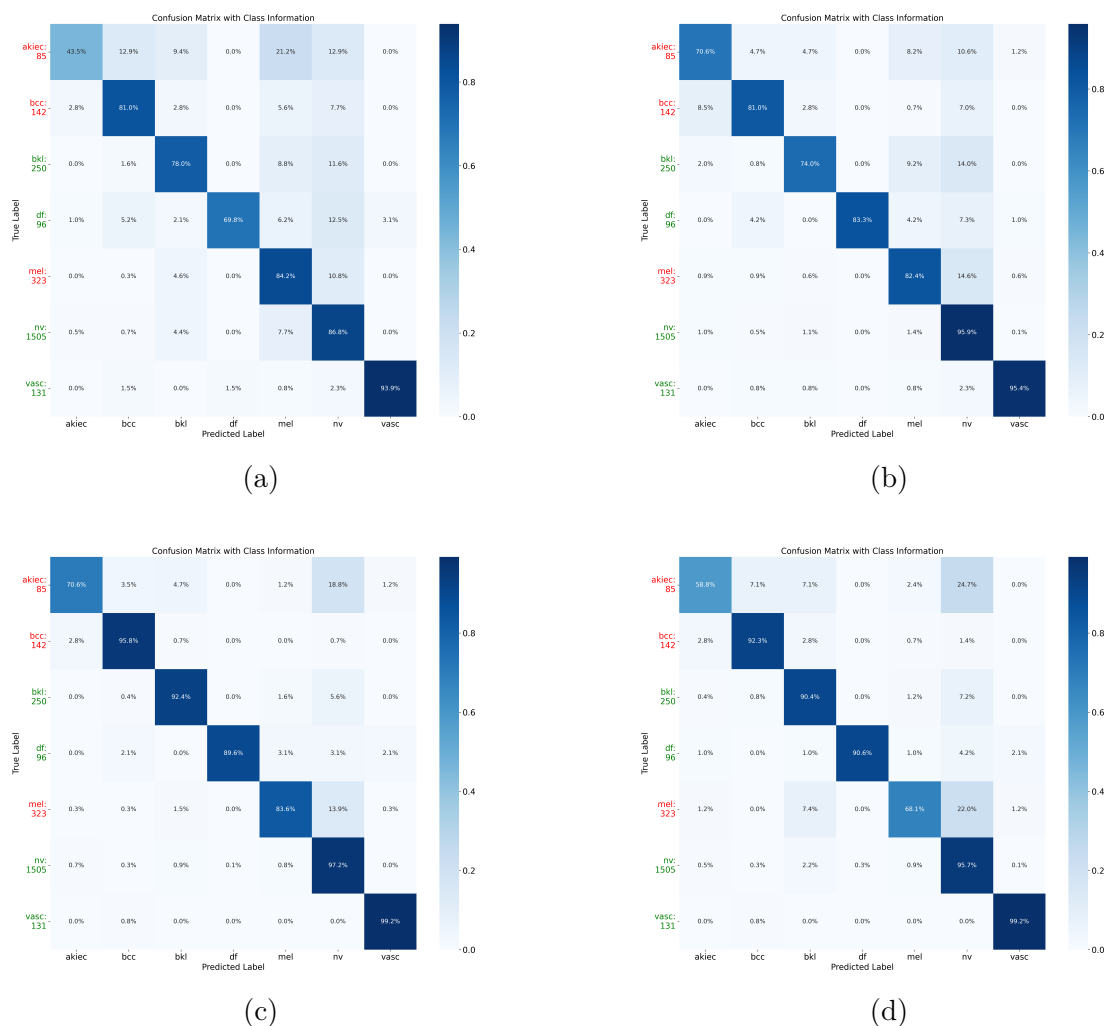 Confusion Matrix with Class Information
akiec:
85
43.5% 12.9% 9.4% 0.0% 21.2% 12.9% 0.0%
bcc:
142
2.8% 81.0% 2.8% 0.0% 5.6% 7.7% 0.0%
bkl:
250
0.0% 1.6% 78.0% 0.0% 8.8% 11.6% 0.0%
df:
96
1.0% 5.2% 2.1% 69.8% 6.2% 12.5% 3.1%
mel:
323
0.0% 0.3% 4.6% 0.0% 84.2% 10.8% 0.0%
nv:
1505
0.5% 0.7% 4.4% 0.0% 7.7% 86.8% 0.0%
vasc:
131
0.0% 1.5% 0.0% 1.5% 0.8% 2.3% 93.9%
akiec bcc bkl df mel nv vasc
Predicted Label
True Label
0.8
0.6
0.4
0.2
0.0
(a)
Confusion Matrix with Class Information
akiec:
85
70.6% 4.7% 4.7% 0.0% 8.2% 10.6% 1.2%
bcc:
142
8.5% 81.0% 2.8% 0.0% 0.7% 7.0% 0.0%
bkl:
250
2.0% 0.8% 74.0% 0.0% 9.2% 14.0% 0.0%
df:
96
0.0% 4.2% 0.0% 83.3% 4.2% 7.3% 1.0%
mel:
323
0.9% 0.9% 0.6% 0.0% 82.4% 14.6% 0.6%
nv:
1505
1.0% 0.5% 1.1% 0.0% 1.4% 95.9% 0.1%
vasc:
131
0.0% 0.8% 0.8% 0.0% 0.8% 2.3% 95.4%
akiec bcc bkl df mel nv vasc
Predicted Label
True Label
0.8
0.6
0.4
0.2
0.0
(b)
Confusion Matrix with Class Information
akiec:
85
70.6% 3.5% 4.7% 0.0% 1.2% 18.8% 1.2%
bcc:
142
2.8% 95.8% 0.7% 0.0% 0.0% 0.7% 0.0%
bkl:
250
0.0% 0.4% 92.4% 0.0% 1.6% 5.6% 0.0%
df:
96
0.0% 2.1% 0.0% 89.6% 3.1% 3.1% 2.1%
mel:
323
0.3% 0.3% 1.5% 0.0% 83.6% 13.9% 0.3%
nv:
1505
0.7% 0.3% 0.9% 0.1% 0.8% 97.2% 0.0%
vasc:
131
0.0% 0.8% 0.0% 0.0% 0.0% 0.0% 99.2%
akiec bcc bkl df mel nv vasc
Predicted Label
True Label
0.8
0.6
0.4
0.2
0.0
(c)
Confusion Matrix with Class Information
akiec:
85
58.8% 7.1% 7.1% 0.0% 2.4% 24.7% 0.0%
bcc:
142
2.8% 92.3% 2.8% 0.0% 0.7% 1.4% 0.0%
bkl:
250
0.4% 0.8% 90.4% 0.0% 1.2% 7.2% 0.0%
df:
96
1.0% 0.0% 1.0% 90.6% 1.0% 4.2% 2.1%
mel:
323
1.2% 0.0% 7.4% 0.0% 68.1% 22.0% 1.2%
nv:
1505
0.5% 0.3% 2.2% 0.3% 0.9% 95.7% 0.1%
vasc:
131
0.0% 0.8% 0.0% 0.0% 0.0% 0.0% 99.2%
akiec bcc bkl df mel nv vasc
Predicted Label
True Label
0.8
0.6
0.4
0.2
0.0
(d)